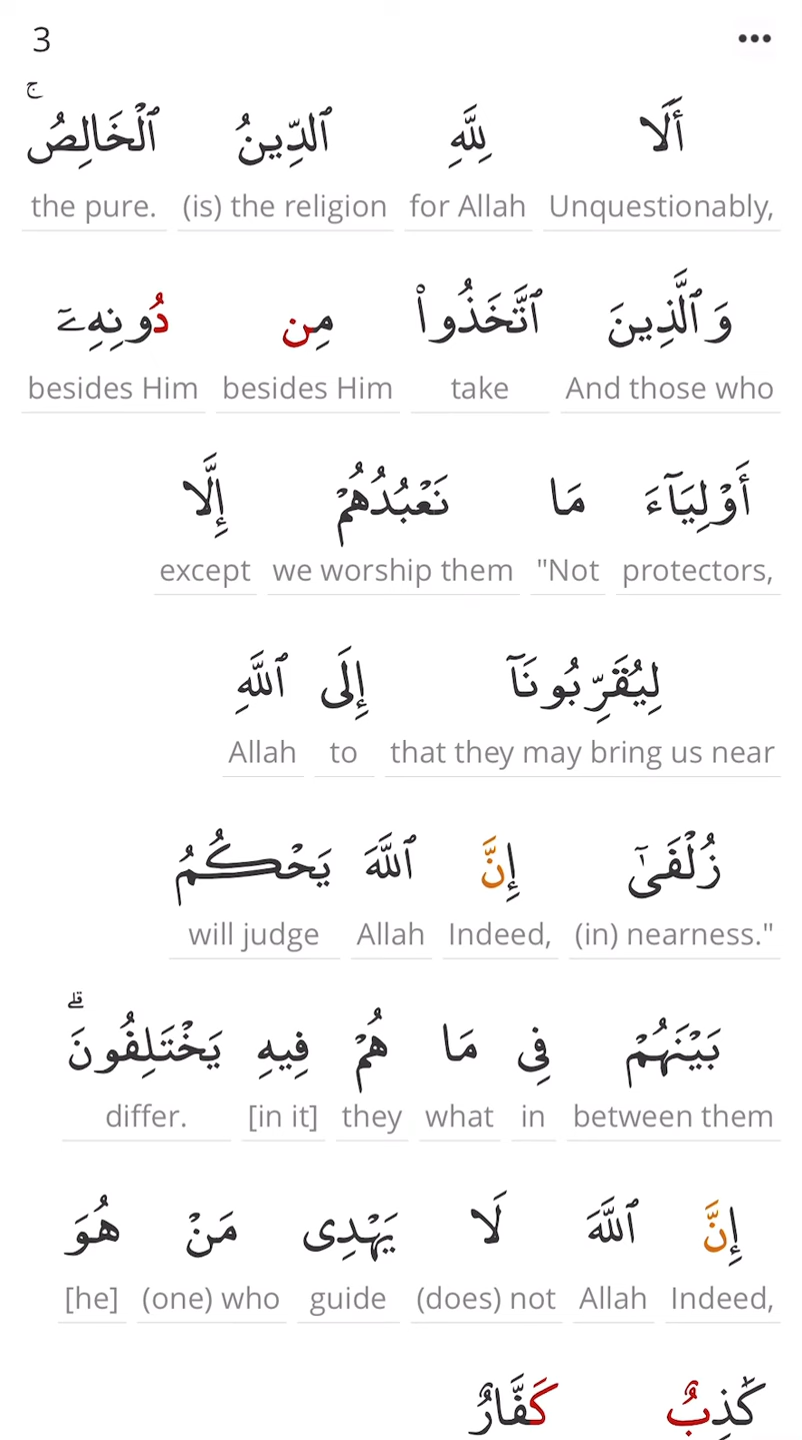 3 •••
أَلَا لِلَّهِ ٱلدِّينُ ٱلْخَالِصُ ۚ
Unquestionably, for Allah (is) the religion the pure.
وَٱلَّذِينَ ٱتَّخَذُوا۟ مِن دُونِهِۦٓ
And those who take besides Him besides Him
أَوْلِيَآءَ مَا نَعْبُدُهُمْ إِلَّا
protectors, "Not we worship them except
لِيُقَرِّبُونَآ إِلَى ٱللَّهِ
that they may bring us near to Allah
زُلْفَىٰٓ إِنَّ ٱللَّهَ يَحْكُمُ
(in) nearness." Indeed, Allah will judge
بَيْنَهُمْ فِى مَا هُمْ فِيهِ يَخْتَلِفُونَ ۗ
between them in what they [in it] differ.
إِنَّ ٱللَّهَ لَا يَهْدِى مَنْ هُوَ
Indeed, Allah (does) not guide (one) who [he]
كَـٰذِبٌ كَفَّارٌ